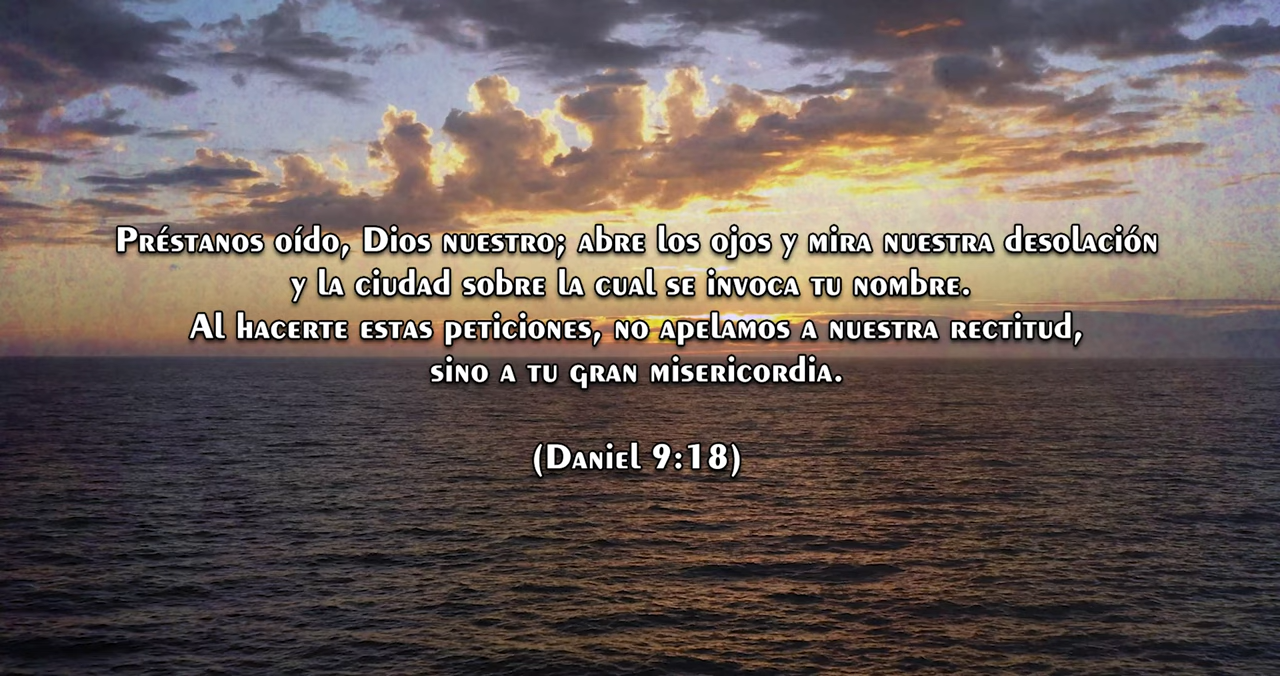 Préstanos oído, Dios nuestro; abre los ojos y mira nuestra desolación
y la ciudad sobre la cual se invoca tu nombre.
Al hacerte estas peticiones, no apelamos a nuestra rectitud,
sino a tu gran misericordia.
(Daniel 9:18)